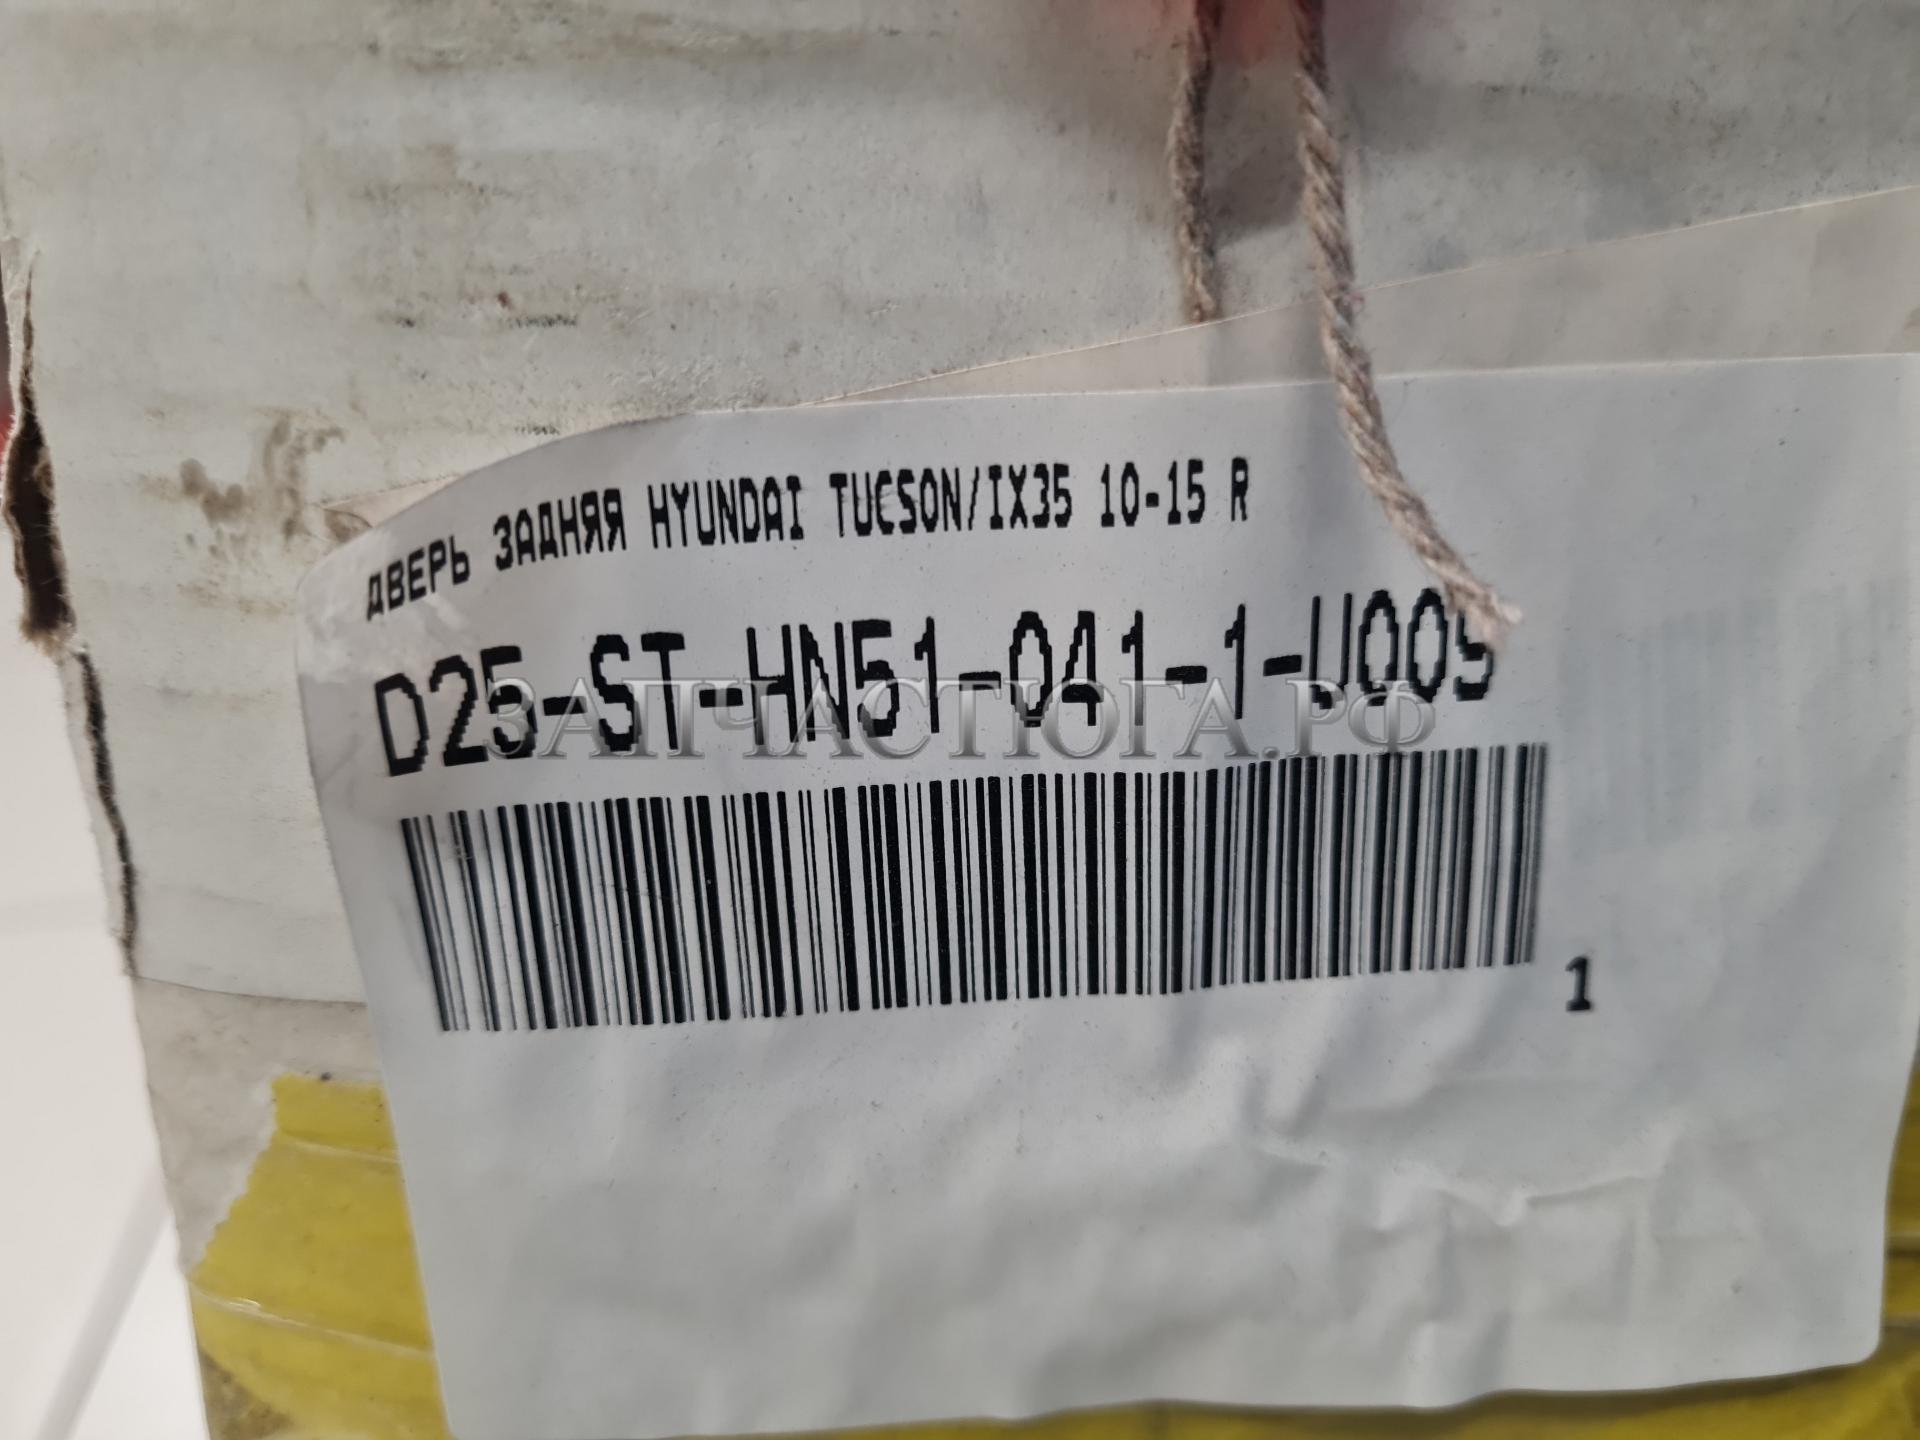 ДВЕРЬ ЗАДНЯЯ HYUNDAI TUCSON/IX35 10-15 R
D25-ST-HN51-041-1-U009
ЗАПЧАСТЮГА.РФ
1